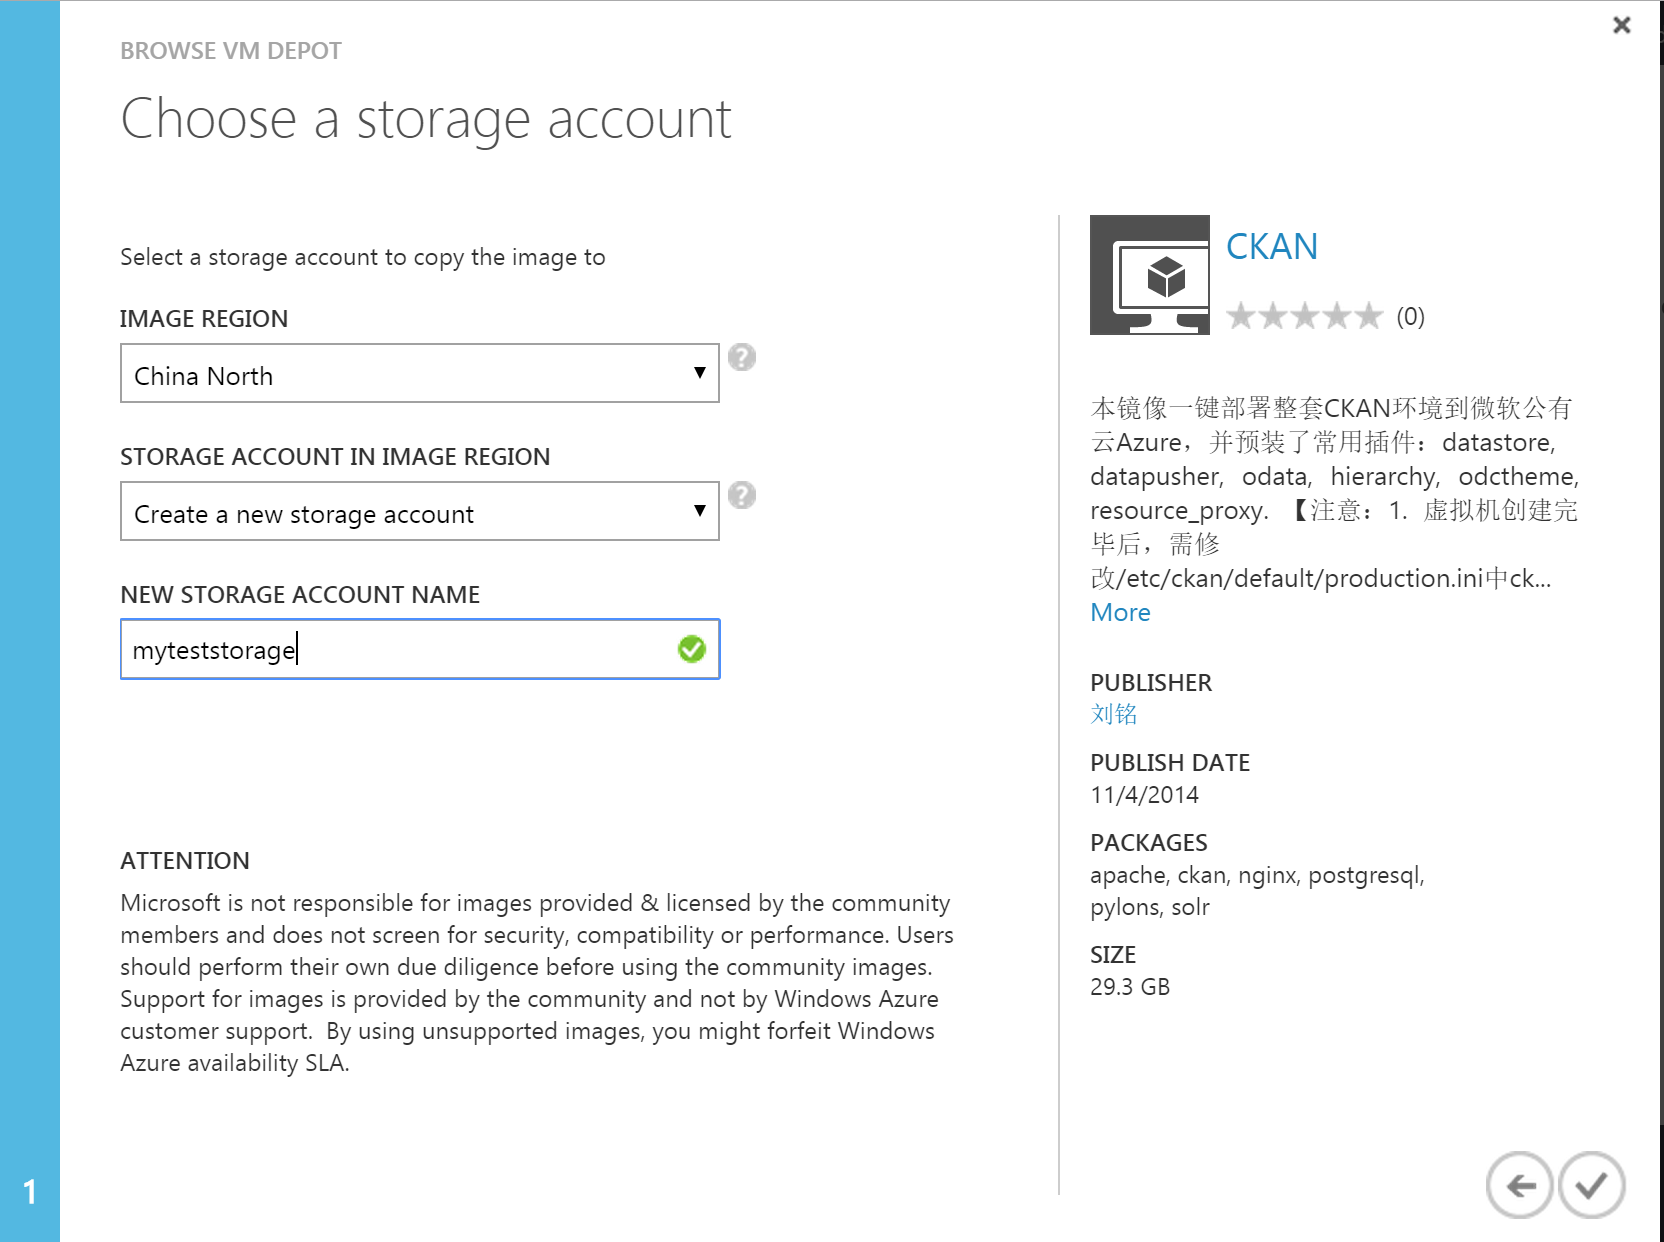 BROWSE VM DEPOT
Choose a storage account
Select a storage account to copy the image to
IMAGE REGION
China North
?
STORAGE ACCOUNT IN IMAGE REGION
Create a new storage account
?
NEW STORAGE ACCOUNT NAME
myteststorage
ATTENTION
Microsoft is not responsible for images provided & licensed by the community
members and does not screen for security, compatibility or performance. Users
should perform their own due diligence before using the community images.
Support for images is provided by the community and not by Windows Azure
customer support.  By using unsupported images, you might forfeit Windows
Azure availability SLA.
CKAN
(0)
本镜像一键部署整套CKAN环境到微软公有
云Azure，并预装了常用插件：datastore,
datapusher, odata, hierarchy, odctheme,
resource_proxy. 【注意：1. 虚拟机创建完
毕后，需修
改/etc/ckan/default/production.ini中ck...
More
PUBLISHER
刘铭
PUBLISH DATE
11/4/2014
PACKAGES
apache, ckan, nginx, postgresql,
pylons, solr
SIZE
29.3 GB
1